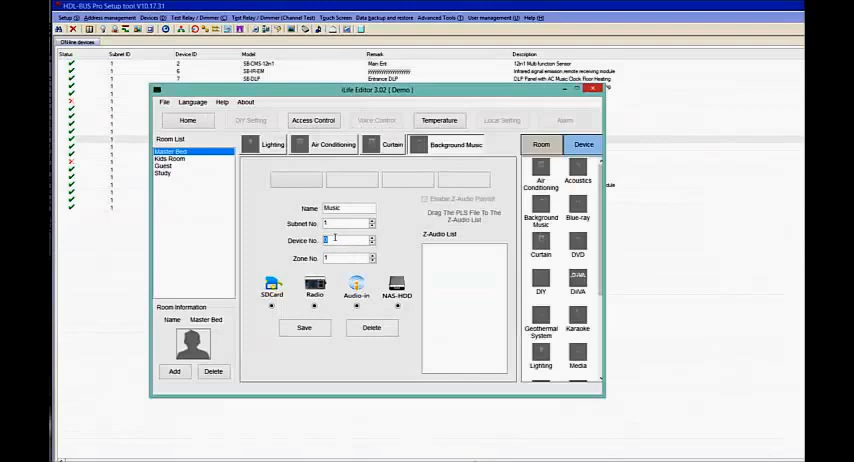 HDL-BUS Pro Setup tool V10.17.31
Setup (S) Address management Devices (D) Test Relay / Dimmer (C) Test Relay / Dimmer (Channel Test) Touch Screen Data backup and restore Advanced Tools (T) User management (U) Help (H)
On-line devices
Status Subnet ID Device ID Model Remark Description
1 2 SB-CMS-12in1 Main Ent 12in1 Multi-function Sensor
1 6 Infrared signal emission, remote receiving module
1 7 SB-DLP Entrance DLP DLP Panel with AC Music Clock Floor Heating
iLife Editor 3.02 ( Demo )
File Language Help About
Home DIY Setting Access Control Voice Control Temperature Local Setting Alarm
Room List
Master Bed
Kids Room
Guest
Study
Lighting Air Conditioning Curtain Background Music
Room Device
Name Music
Subnet No. 1
Device No.
Zone No. 1
SDCard Radio Audio-in NAS-HDD
Save Delete
Enable Z-Audio Playlist
Drag The PLS File To The
Z-Audio List
Z-Audio List
Air
Conditioning
Acoustics
Background
Music
Blue-ray
Curtain DVD
DIY DiiVA
Geothermal
System
Karaoke
Lighting Media
Room Information
Name Master Bed
Add Delete